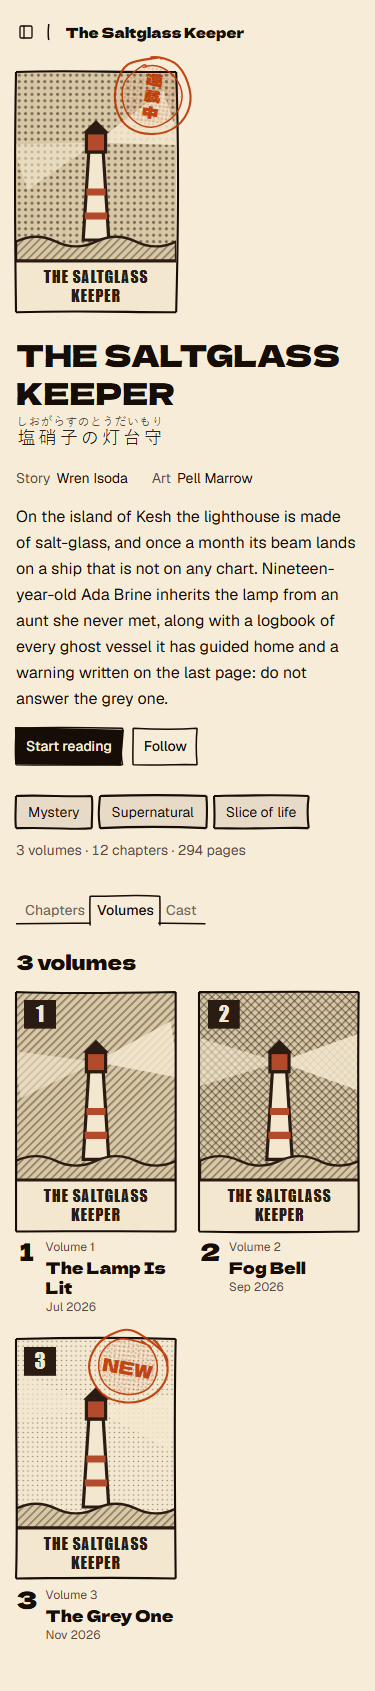 The Saltglass Keeper
連載中
THE SALTGLASS
KEEPER
THE SALTGLASS
KEEPER
しおがらすのとうだいもり
塩硝子の灯台守
Story Wren Isoda Art Pell Marrow
On the island of Kesh the lighthouse is made
of salt-glass, and once a month its beam lands
on a ship that is not on any chart. Nineteen-
year-old Ada Brine inherits the lamp from an
aunt she never met, along with a logbook of
every ghost vessel it has guided home and a
warning written on the last page: do not
answer the grey one.
Start reading Follow
Mystery Supernatural Slice of life
3 volumes · 12 chapters · 294 pages
Chapters Volumes Cast
3 volumes
1
THE SALTGLASS
KEEPER
1 Volume 1
The Lamp Is
Lit
Jul 2026
2
THE SALTGLASS
KEEPER
2 Volume 2
Fog Bell
Sep 2026
3
NEW
THE SALTGLASS
KEEPER
3 Volume 3
The Grey One
Nov 2026